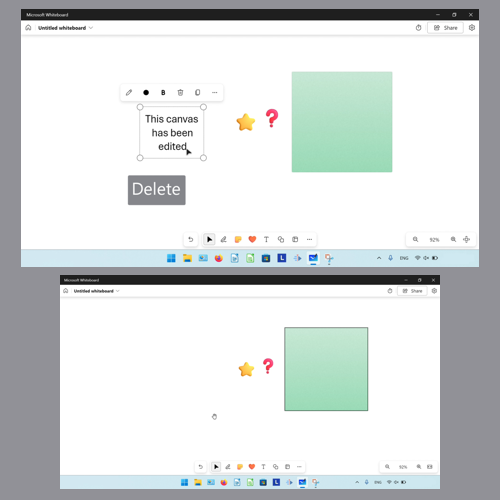 Microsoft Whiteboard
Untitled whiteboard
Share
B
This canvas
has been
edited
Delete
T
92%
L
ENG
Microsoft Whiteboard
Untitled whiteboard
Share
T
92%
L
ENG